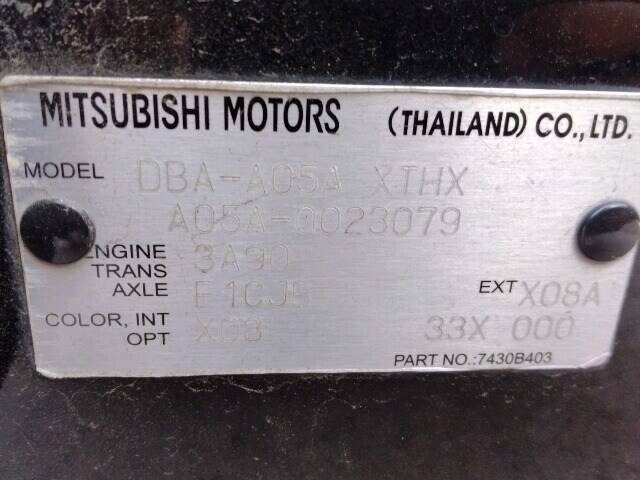 MITSUBISHI MOTORS (THAILAND) CO., LTD.
MODEL DBA-A05A XTHX
A05A-0023079
ENGINE 3A90
TRANS
AXLE F1CJ
EXT X08A
COLOR, INT
OPT 33X 000
PART NO.:7430B403